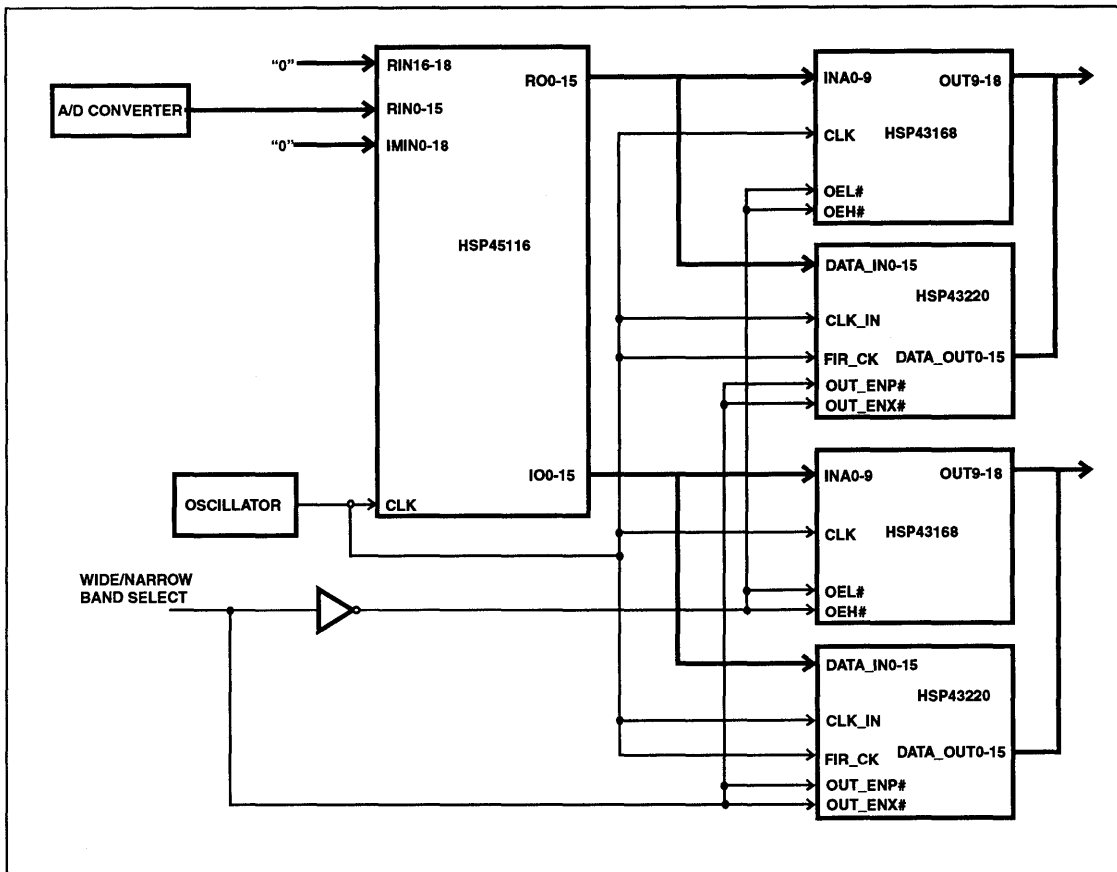 "0"
A/D CONVERTER
"0"
RIN16-18
RIN0-15
IMIN0-18
RO0-15
HSP45116
IO0-15
CLK
OSCILLATOR
WIDE/NARROW
BAND SELECT
INA0-9
OUT9-18
CLK
HSP43168
OEL#
OEH#
DATA_IN0-15
HSP43220
CLK_IN
FIR_CK
DATA_OUT0-15
OUT_ENP#
OUT_ENX#
INA0-9
OUT9-18
CLK
HSP43168
OEL#
OEH#
DATA_IN0-15
HSP43220
CLK_IN
FIR_CK
DATA_OUT0-15
OUT_ENP#
OUT_ENX#